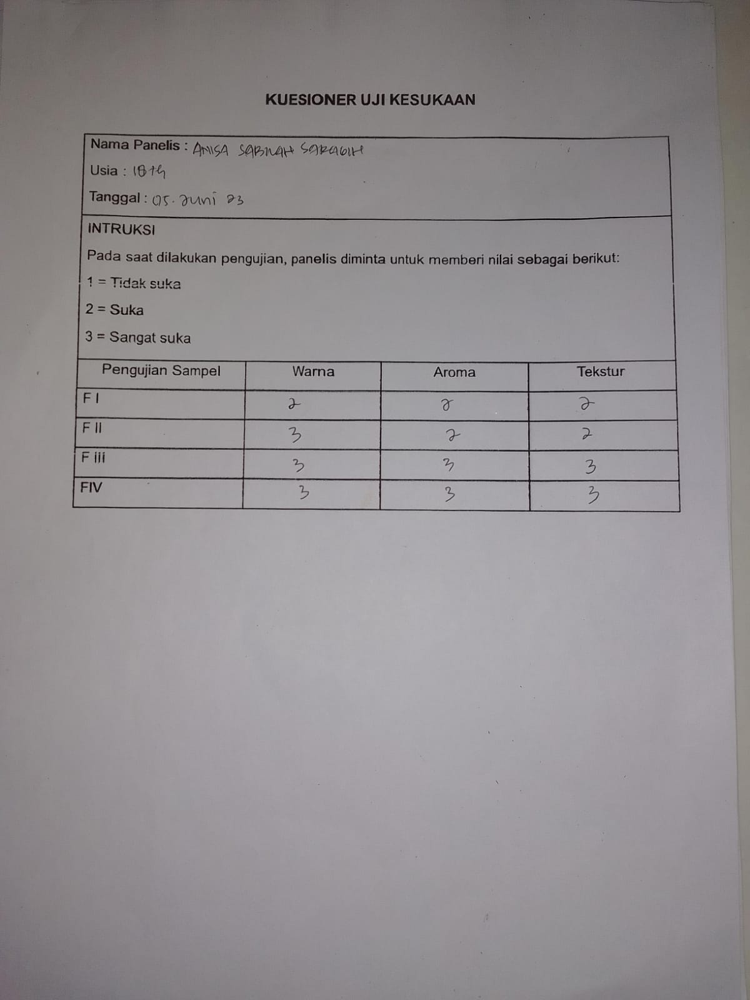 KUESIONER UJI KESUKAAN
Nama Panelis : ANISA SABNAH SARAGIH
Usia : 18 th
Tanggal : 05. Juni 23
INTRUKSI
Pada saat dilakukan pengujian, panelis diminta untuk memberi nilai sebagai berikut:
1 = Tidak suka
2 = Suka
3 = Sangat suka
Pengujian Sampel Warna Aroma Tekstur
F I 2 2 2
F II 3 2 2
F iii 3 3 3
FIV 3 3 3